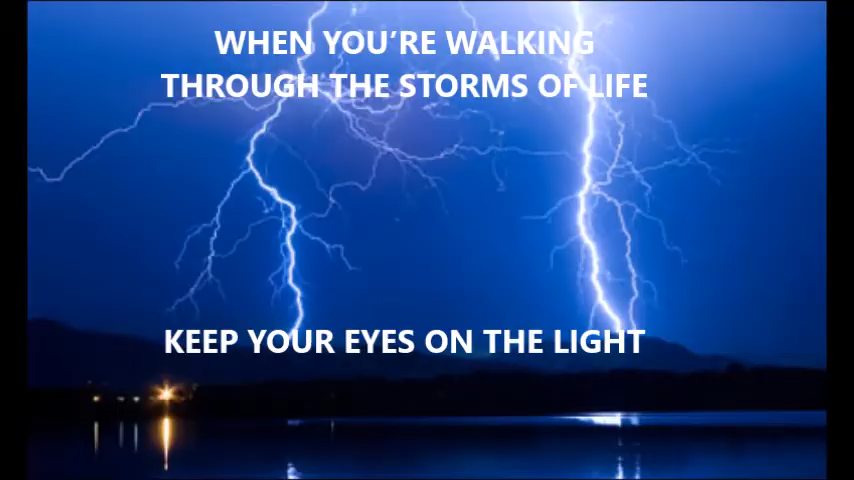 WHEN YOU’RE WALKING
THROUGH THE STORMS OF LIFE
KEEP YOUR EYES ON THE LIGHT